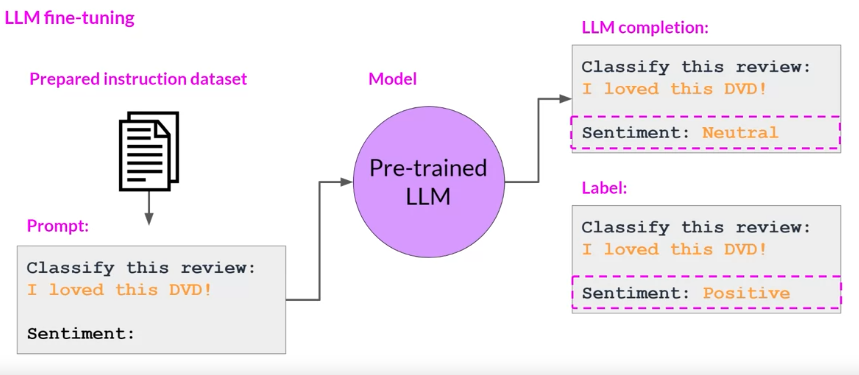 LLM fine-tuning
Prepared instruction dataset
Prompt:
Classify this review:
I loved this DVD!
Sentiment:
Model
Pre-trained
LLM
LLM completion:
Classify this review:
I loved this DVD!
Sentiment: Neutral
Label:
Classify this review:
I loved this DVD!
Sentiment: Positive